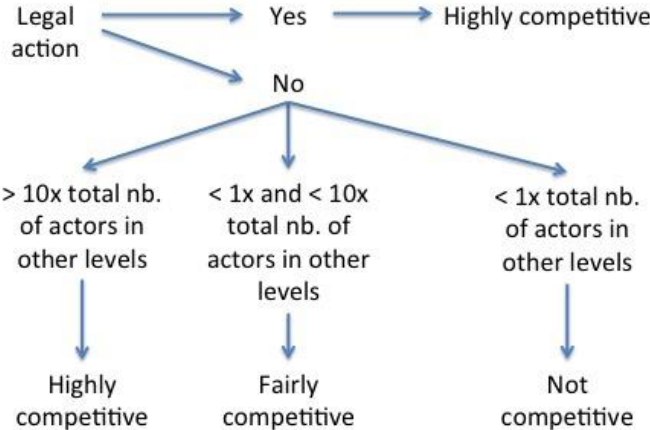 Legal
action
Yes
Highly competitive
No
> 10x total nb.
of actors in
other levels
< 1x and < 10x
total nb. of
actors in other
levels
< 1x total nb.
of actors in
other levels
Highly
competitive
Fairly
competitive
Not
competitive